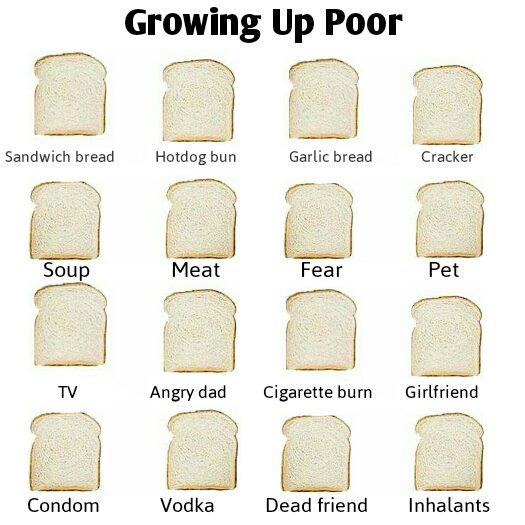 Growing Up Poor
Sandwich bread Hotdog bun Garlic bread Cracker
Soup Meat Fear Pet
TV Angry dad Cigarette burn Girlfriend
Condom Vodka Dead friend Inhalants